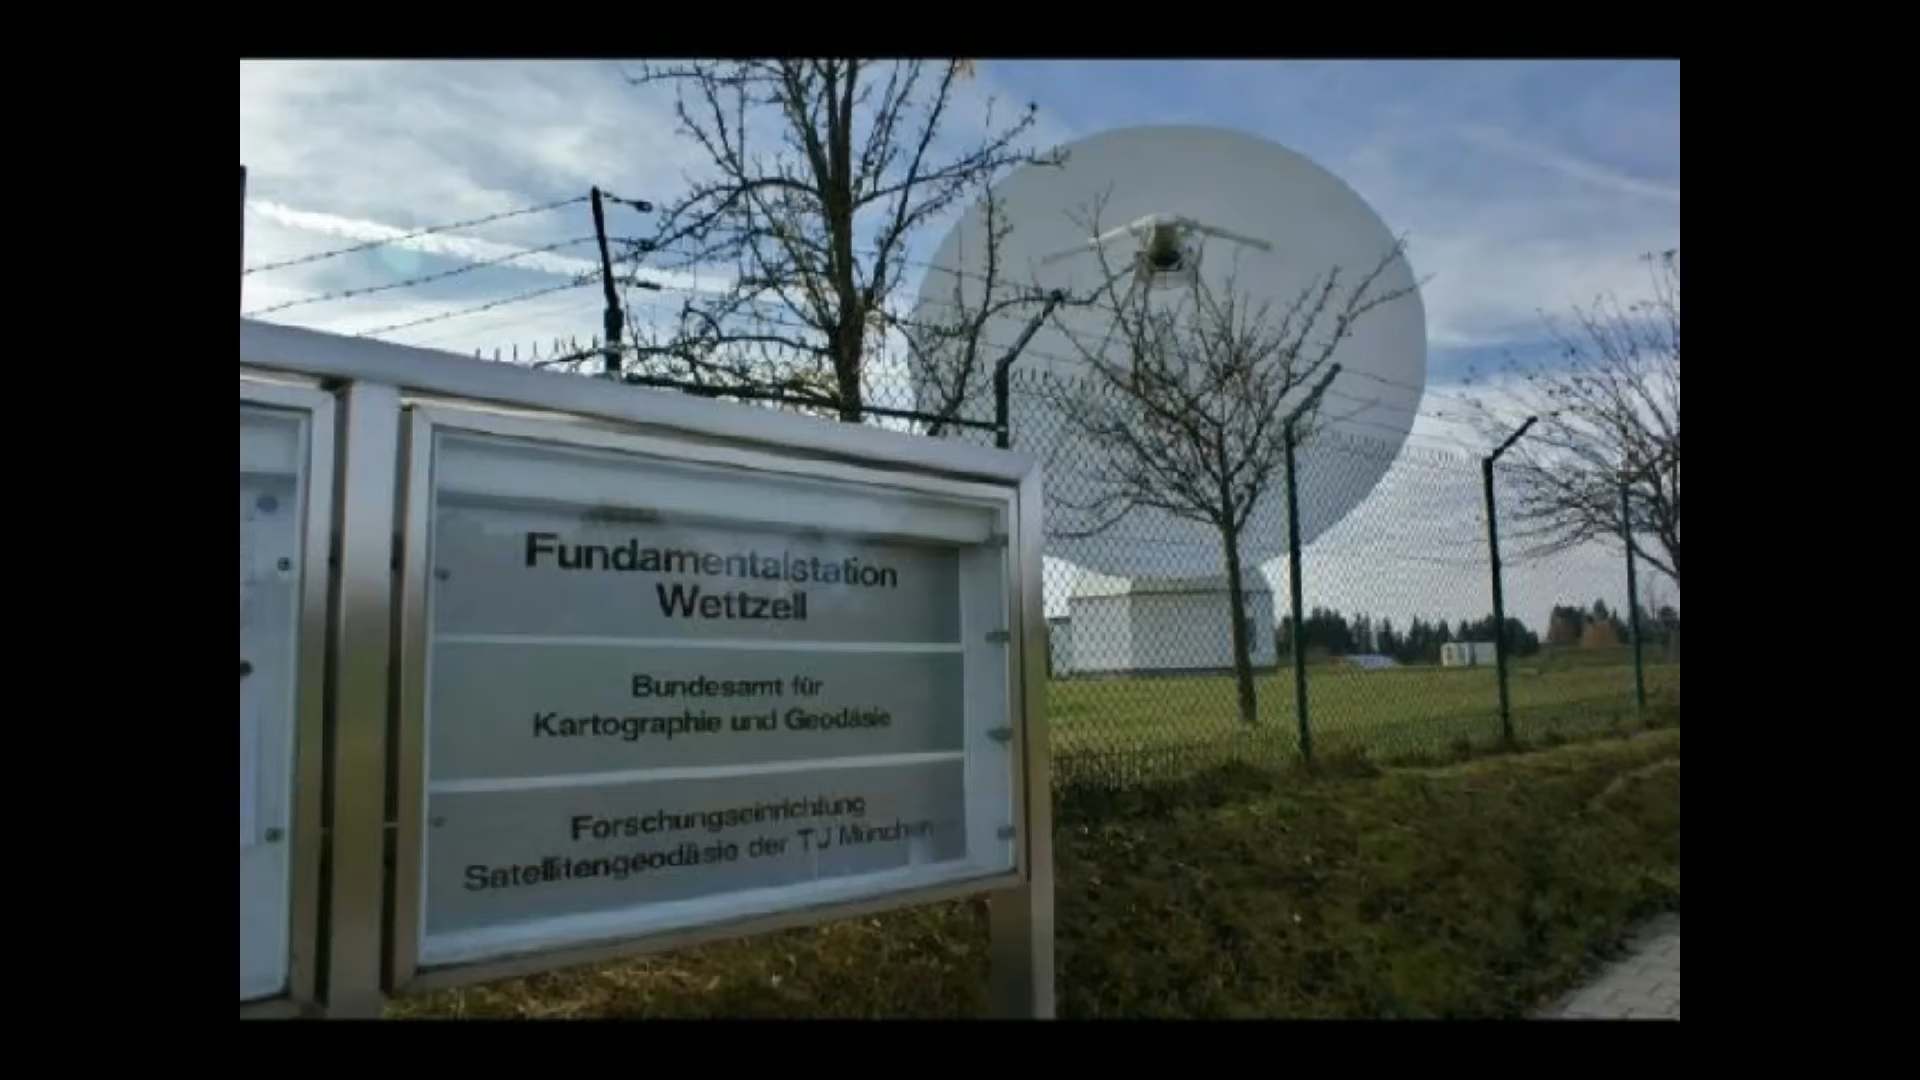 Fundamentalstation
Wettzell
Bundesamt für
Kartographie und Geodäsie
Forschungseinrichtung
Satellitengeodäsie der TU München